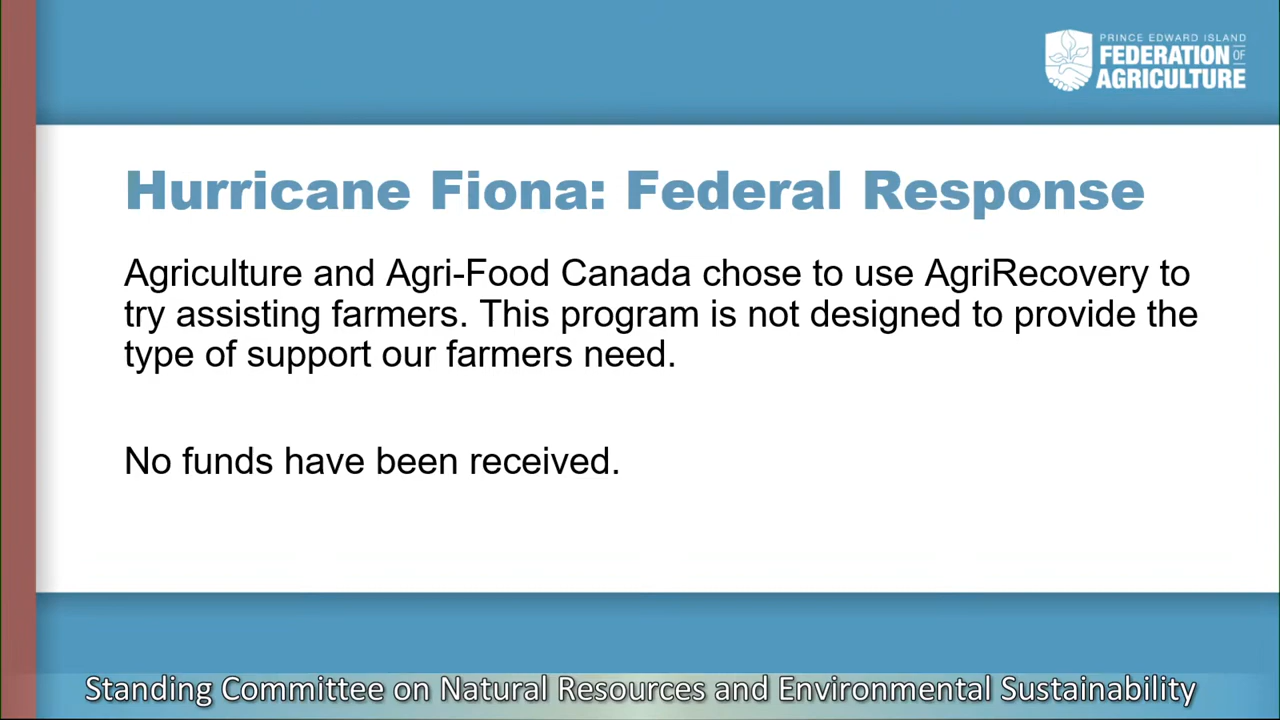 PRINCE EDWARD ISLAND
FEDERATION OF
AGRICULTURE
Hurricane Fiona: Federal Response
Agriculture and Agri-Food Canada chose to use AgriRecovery to
try assisting farmers. This program is not designed to provide the
type of support our farmers need.
No funds have been received.
Standing Committee on Natural Resources and Environmental Sustainability